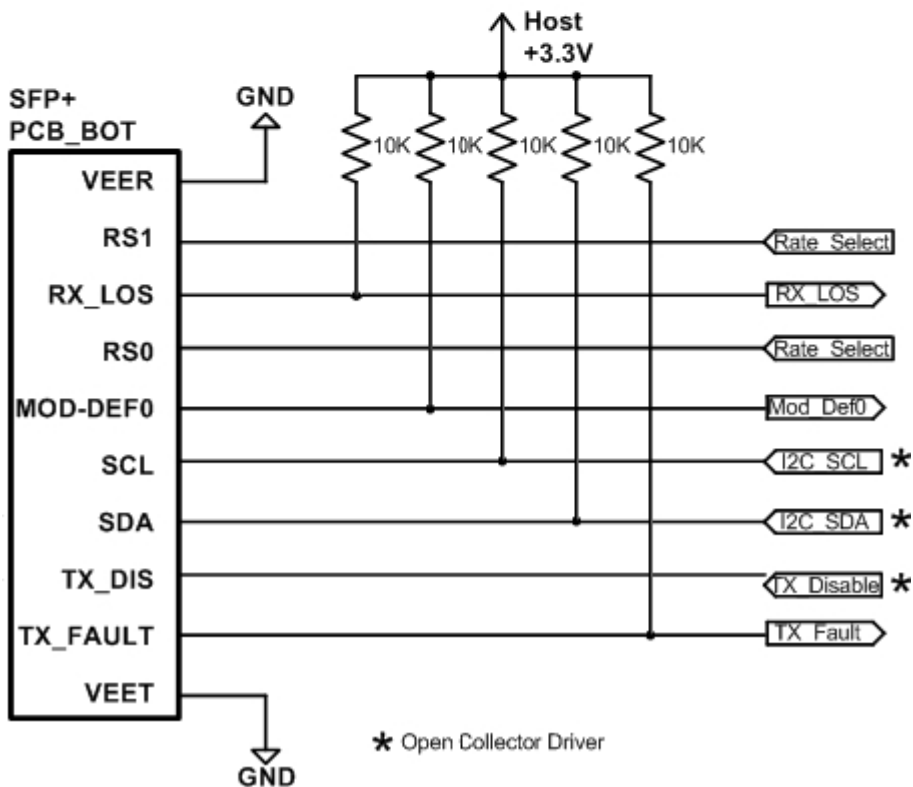 Host
+3.3V
SFP+
PCB_BOT
GND
10K
10K
10K
10K
10K
VEER
RS1
Rate_Select
RX_LOS
RX_LOS
RS0
Rate_Select
MOD-DEF0
Mod_Def0
SCL
I2C_SCL *
SDA
I2C_SDA *
TX_DIS
TX_Disable *
TX_FAULT
TX_Fault
VEET
GND
* Open Collector Driver